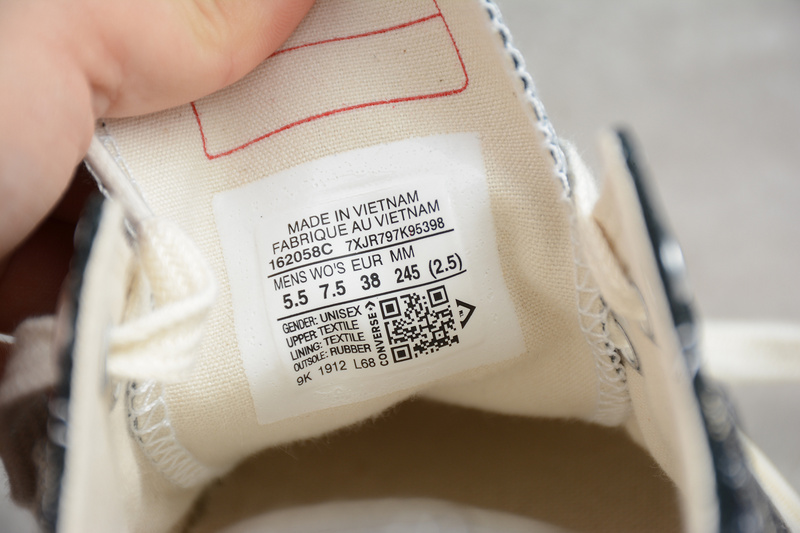 MADE IN VIETNAM
FABRIQUE AU VIETNAM
162058C 7XJR797K95398
MENS WO'S EUR MM
5.5 7.5 38 245 (2.5)
GENDER: UNISEX
UPPER: TEXTILE
LINING: TEXTILE
OUTSOLE: RUBBER
9K 1912 L68
CONVERSE